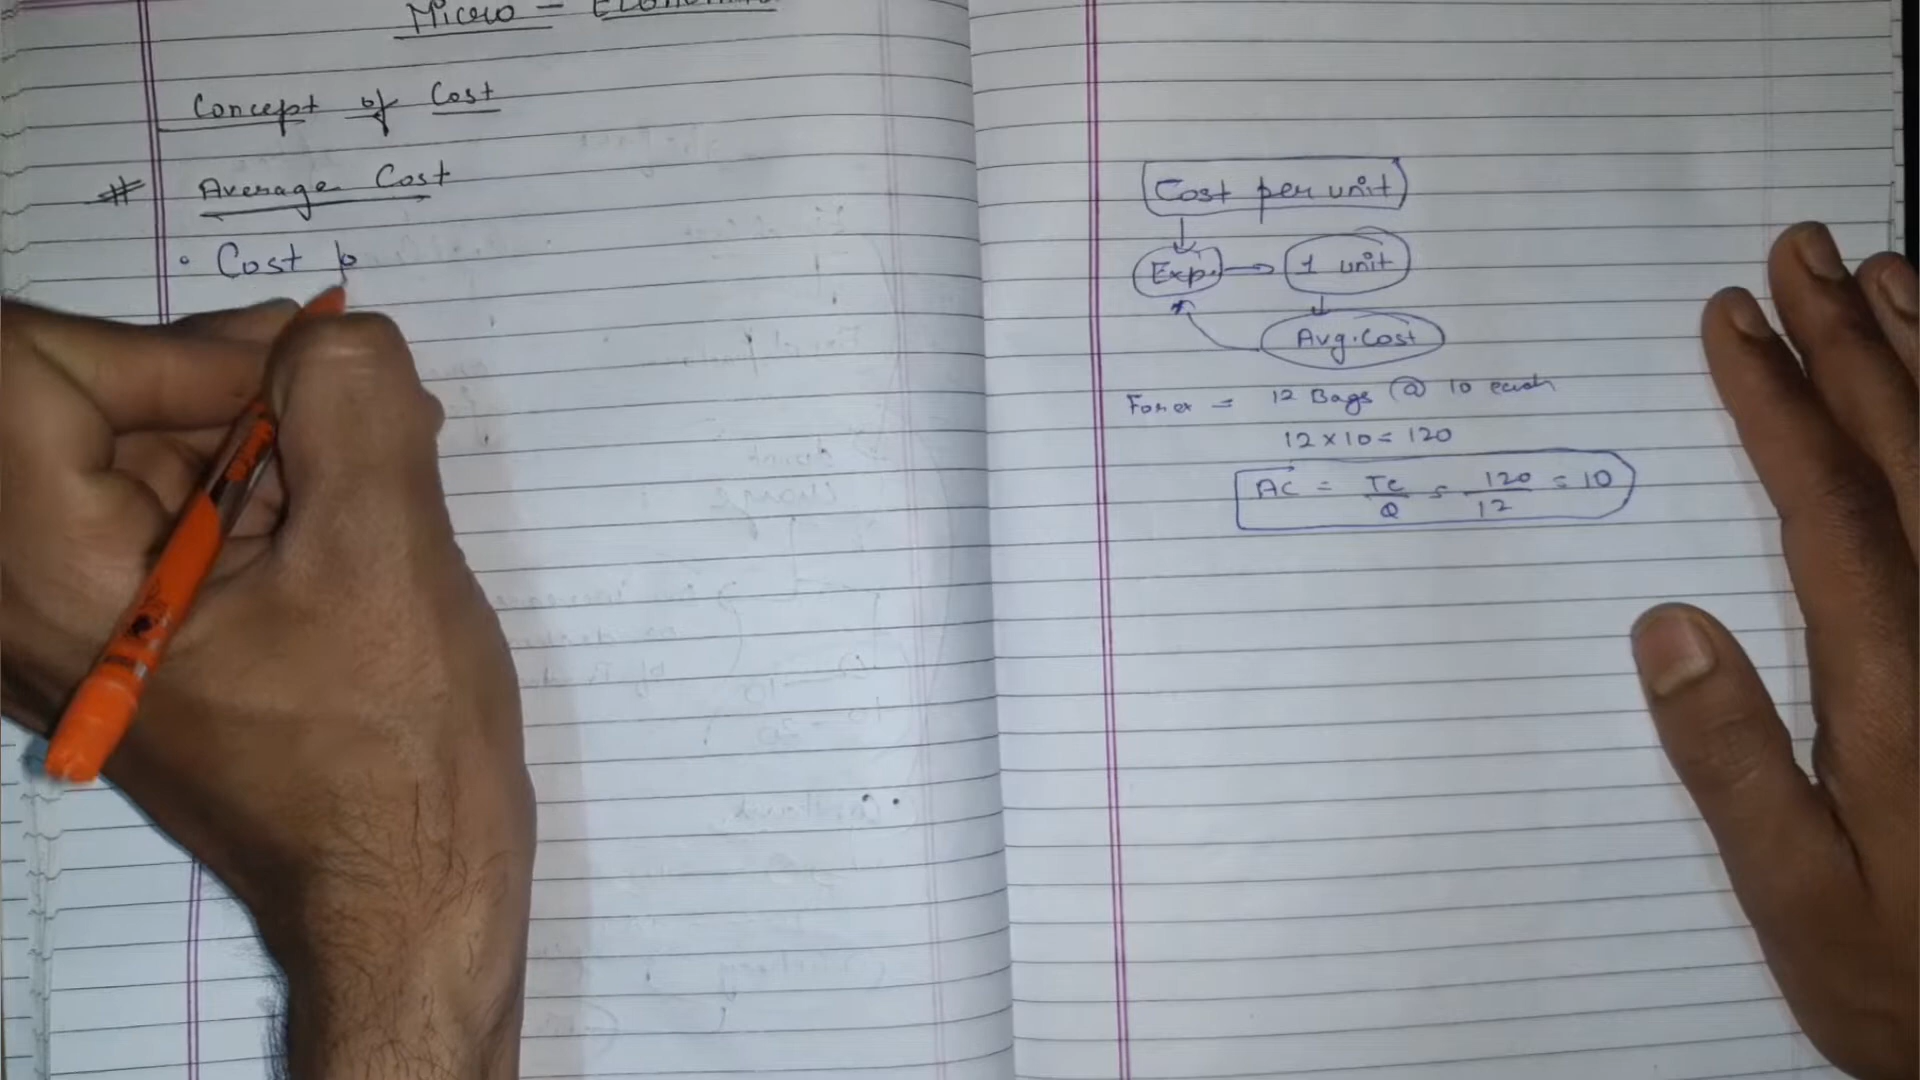 Micro - Economics
Concept of Cost
# Average Cost
• Cost p
Cost per unit
Exp. → 1 unit
Avg. Cost
For ex = 12 Bags @ 10 each
12 x 10 = 120
AC = TC/Q = 120/12 = 10